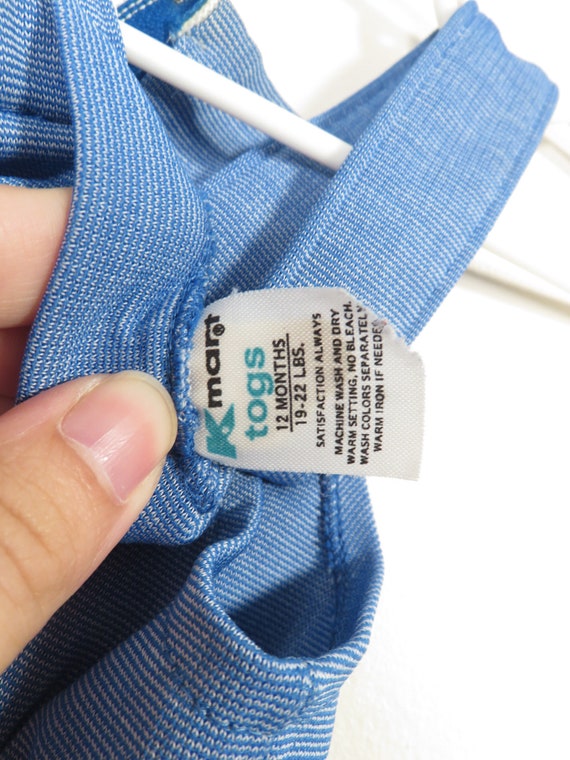 Kmart
togs
12 MONTHS
19-22 LBS.
SATISFACTION ALWAYS
MACHINE WASH AND DRY
WARM SETTING, NO BLEACH.
WASH COLORS SEPARATELY
WARM IRON IF NEEDED